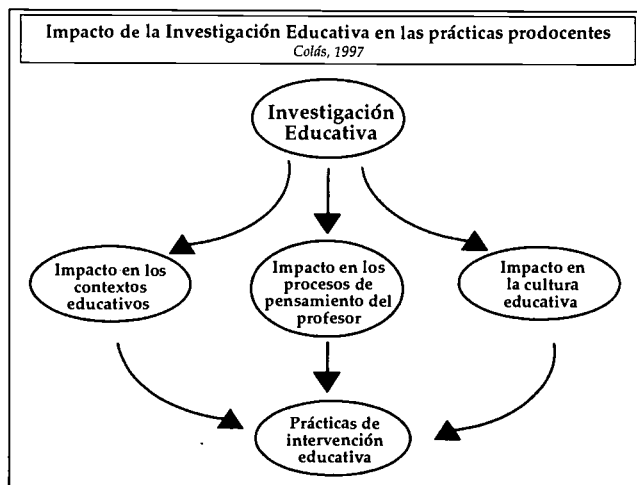 Impacto de la Investigación Educativa en las prácticas prodocentes
Colás, 1997
Investigación
Educativa
Impacto en los
contextos
educativos
Impacto en los
procesos de
pensamiento del
profesor
Impacto en
la cultura
educativa
Prácticas de
intervención
educativa